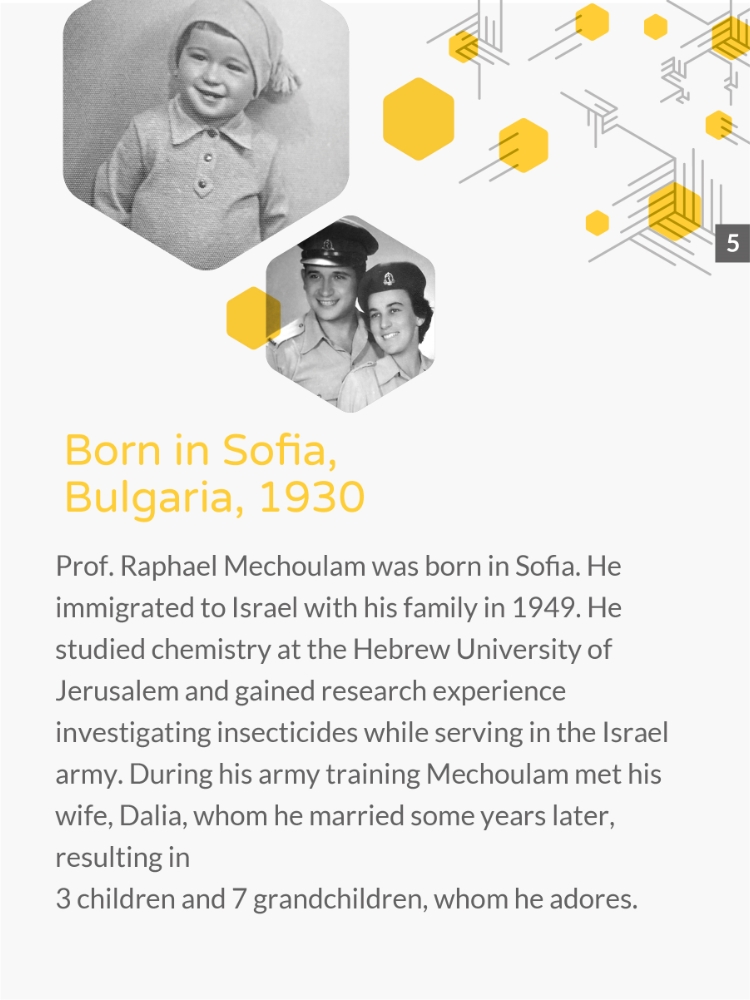 5
Born in Sofia,
Bulgaria, 1930
Prof. Raphael Mechoulam was born in Sofia. He
immigrated to Israel with his family in 1949. He
studied chemistry at the Hebrew University of
Jerusalem and gained research experience
investigating insecticides while serving in the Israel
army. During his army training Mechoulam met his
wife, Dalia, whom he married some years later,
resulting in
3 children and 7 grandchildren, whom he adores.